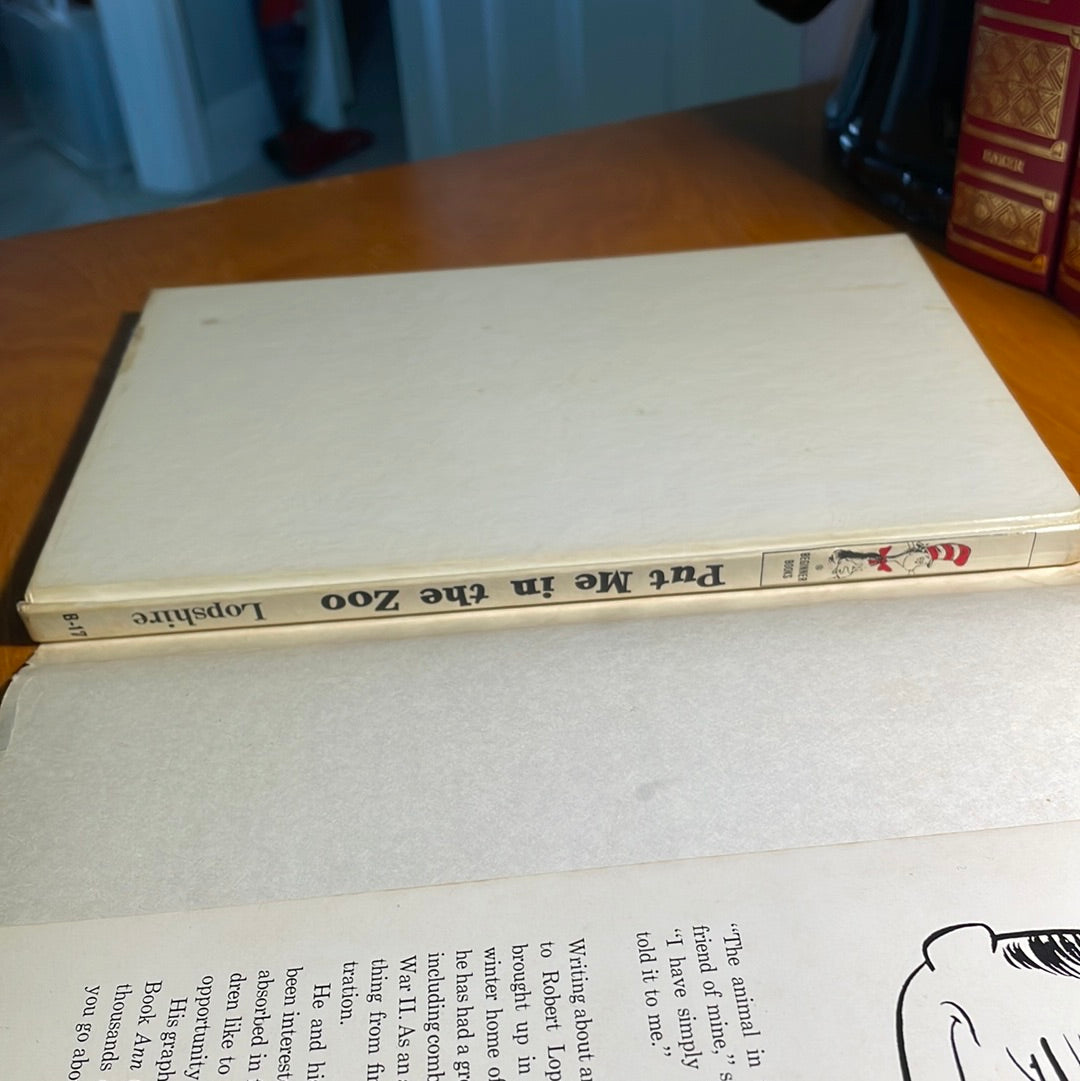 BEGINNER
BOOKS
Put Me in the Zoo
Lopshire
B-17
"The animal in
friend of mine," s
"I have simply
told it to me."
Writing about a
to Robert Lop
brought up in
winter home of
he has had a gr
including comb
War II. As an
thing from fi
tration.
He and hi
been interest
absorbed in
dren like to
opportunity
His graph
Book Ann
thousands
you go abo